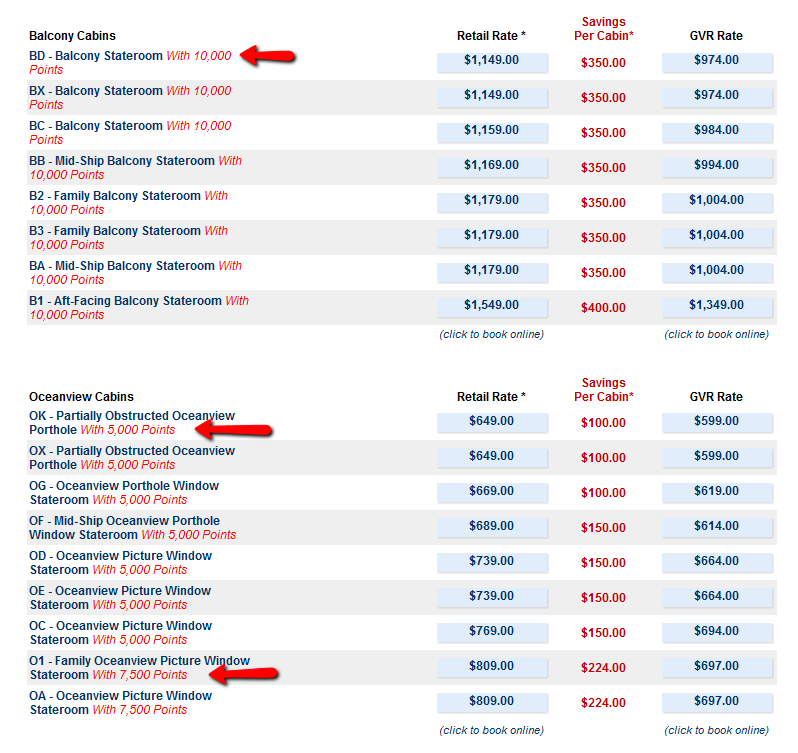 Balcony Cabins Retail Rate * Savings Per Cabin* GVR Rate
BD - Balcony Stateroom With 10,000
Points $1,149.00 $350.00 $974.00
BX - Balcony Stateroom With 10,000
Points $1,149.00 $350.00 $974.00
BC - Balcony Stateroom With 10,000
Points $1,159.00 $350.00 $984.00
BB - Mid-Ship Balcony Stateroom With
10,000 Points $1,169.00 $350.00 $994.00
B2 - Family Balcony Stateroom With
10,000 Points $1,179.00 $350.00 $1,004.00
B3 - Family Balcony Stateroom With
10,000 Points $1,179.00 $350.00 $1,004.00
BA - Mid-Ship Balcony Stateroom With
10,000 Points $1,179.00 $350.00 $1,004.00
B1 - Aft-Facing Balcony Stateroom With
10,000 Points $1,549.00 $400.00 $1,349.00
(click to book online) (click to book online)
Oceanview Cabins Retail Rate * Savings Per Cabin* GVR Rate
OK - Partially Obstructed Oceanview
Porthole With 5,000 Points $649.00 $100.00 $599.00
OX - Partially Obstructed Oceanview
Porthole With 5,000 Points $649.00 $100.00 $599.00
OG - Oceanview Porthole Window
Stateroom With 5,000 Points $669.00 $100.00 $619.00
OF - Mid-Ship Oceanview Porthole
Window Stateroom With 5,000 Points $689.00 $150.00 $614.00
OD - Oceanview Picture Window
Stateroom With 5,000 Points $739.00 $150.00 $664.00
OE - Oceanview Picture Window
Stateroom With 5,000 Points $739.00 $150.00 $664.00
OC - Oceanview Picture Window
Stateroom With 5,000 Points $769.00 $150.00 $694.00
O1 - Family Oceanview Picture Window
Stateroom With 7,500 Points $809.00 $224.00 $697.00
OA - Oceanview Picture Window
Stateroom With 7,500 Points $809.00 $224.00 $697.00
(click to book online) (click to book online)